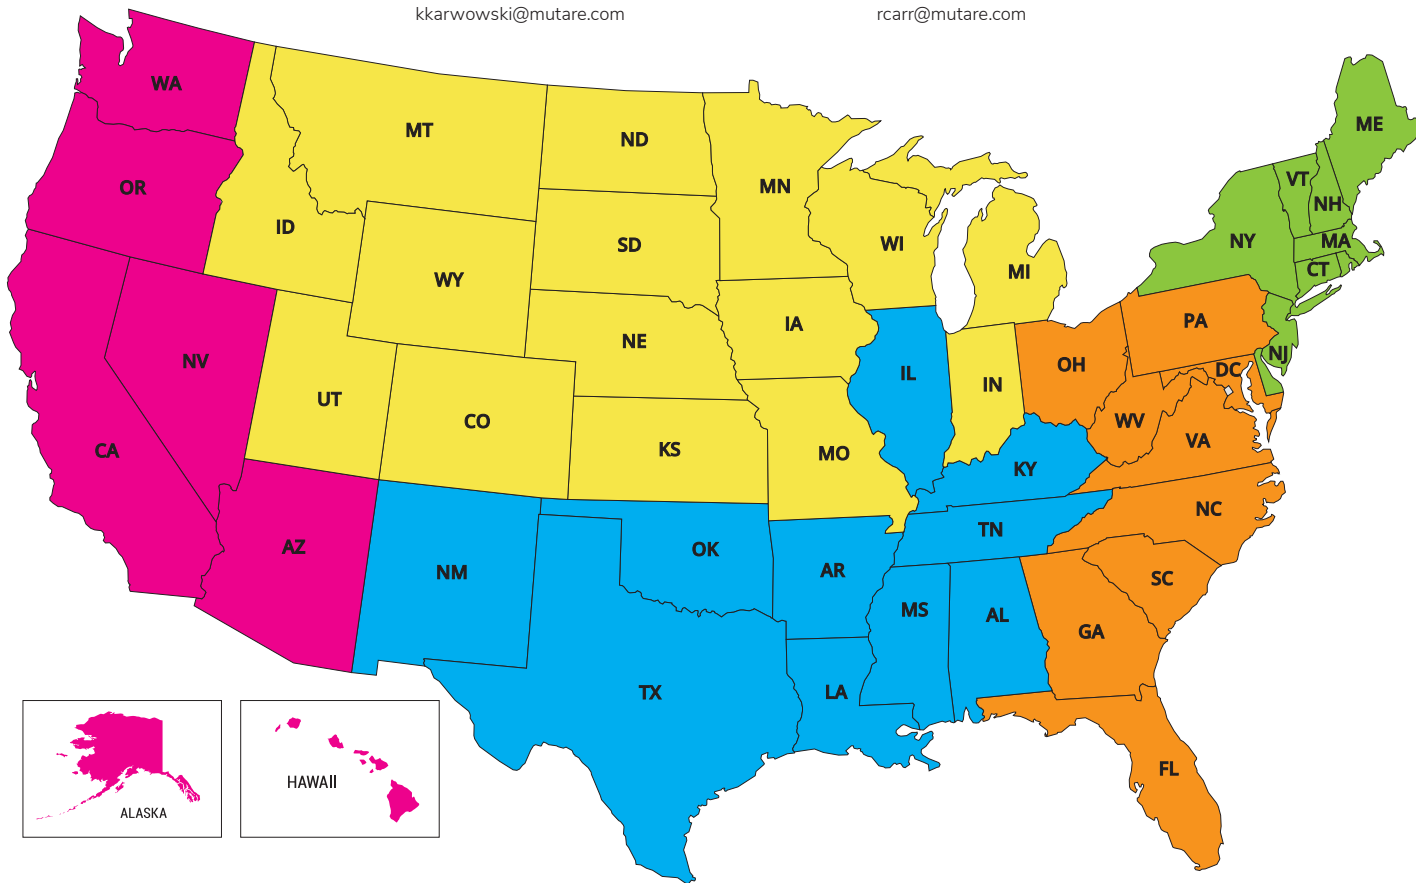 kkarwowski@mutare.com rcarr@mutare.com
WA
ME
MT
ND
VT
OR
MN
NH
ID
SD
WI
NY
MA
WY
MI
CT
IA
PA
NE
NV
NJ
OH
DC
UT
IL
IN
CO
WV
VA
CA
KS
MO
KY
NC
TN
AZ
OK
NM
AR
SC
MS
AL
GA
TX
LA
FL
HAWAII
ALASKA